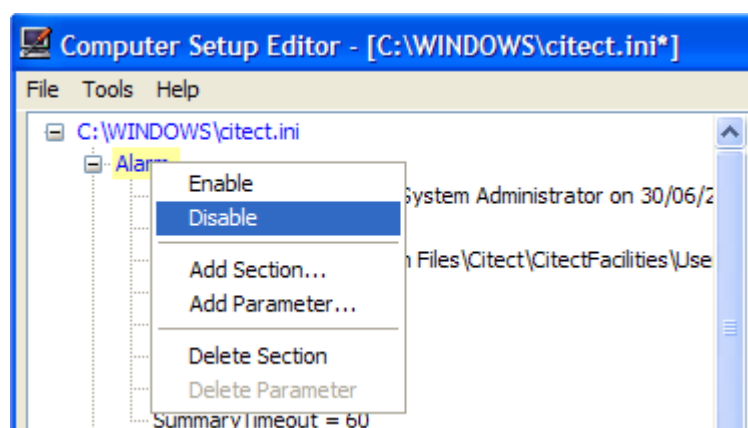 Computer Setup Editor - [C:\WINDOWS\citect.ini*]
File Tools Help
C:\WINDOWS\citect.ini
Alarm
Enable
System Administrator on 30/06/2
Disable
Add Section...
n Files\Citect\CitectFacilities\Use
Add Parameter...
Delete Section
Delete Parameter
SummaryTimeout = 60